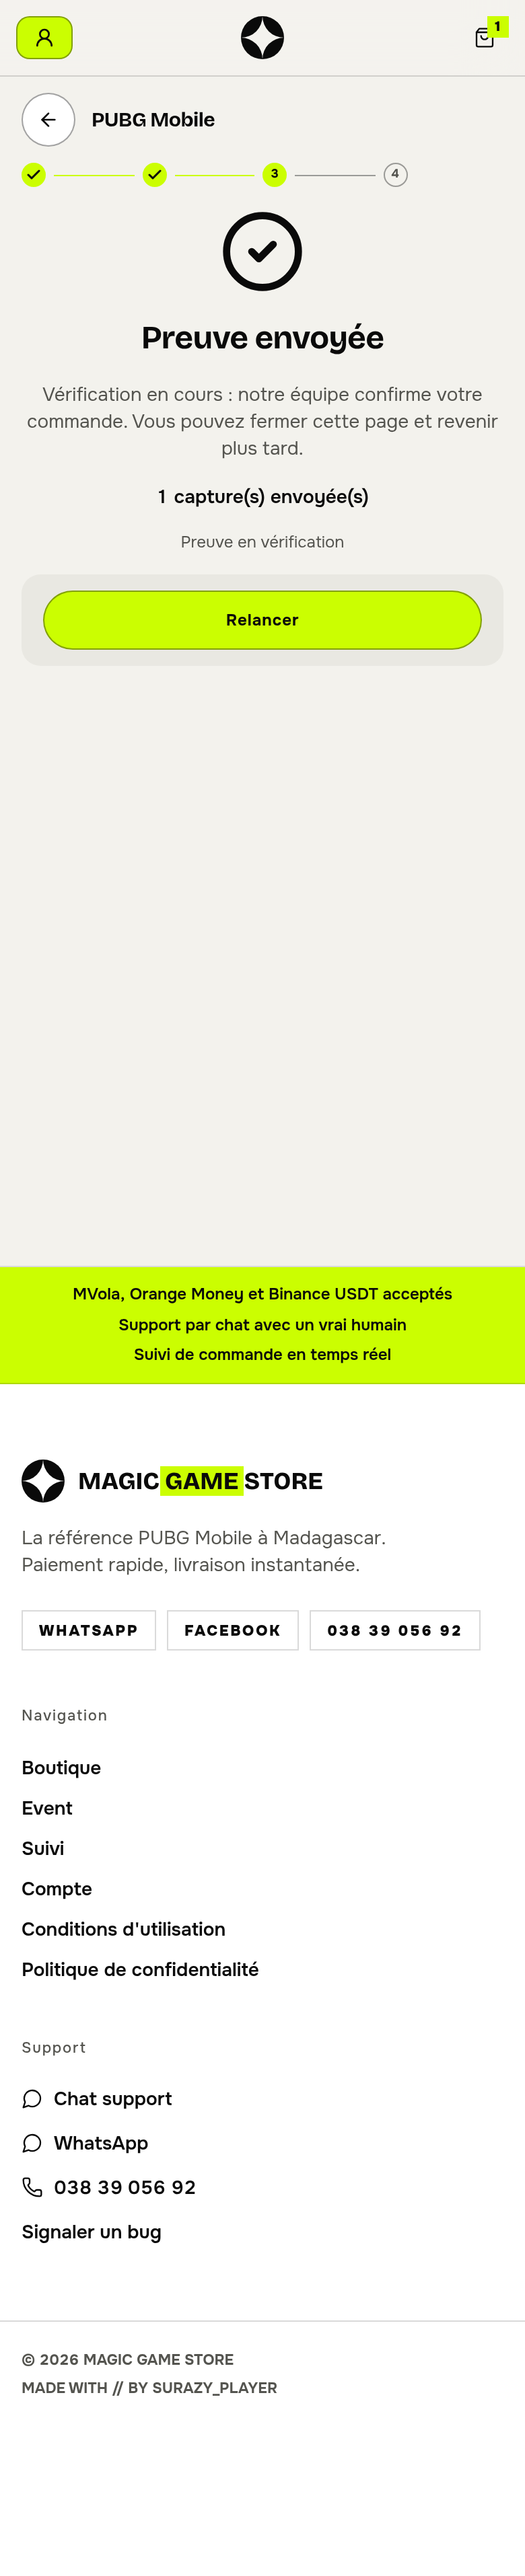 1
PUBG Mobile
3
4
Preuve envoyée
Vérification en cours : notre équipe confirme votre
commande. Vous pouvez fermer cette page et revenir
plus tard.
1 capture(s) envoyée(s)
Preuve en vérification
Relancer
MVola, Orange Money et Binance USDT acceptés
Support par chat avec un vrai humain
Suivi de commande en temps réel
MAGIC GAME STORE
La référence PUBG Mobile à Madagascar.
Paiement rapide, livraison instantanée.
WHATSAPP
FACEBOOK
038 39 056 92
Navigation
Boutique
Event
Suivi
Compte
Conditions d'utilisation
Politique de confidentialité
Support
Chat support
WhatsApp
038 39 056 92
Signaler un bug
© 2026 MAGIC GAME STORE
MADE WITH // BY SURAZY_PLAYER